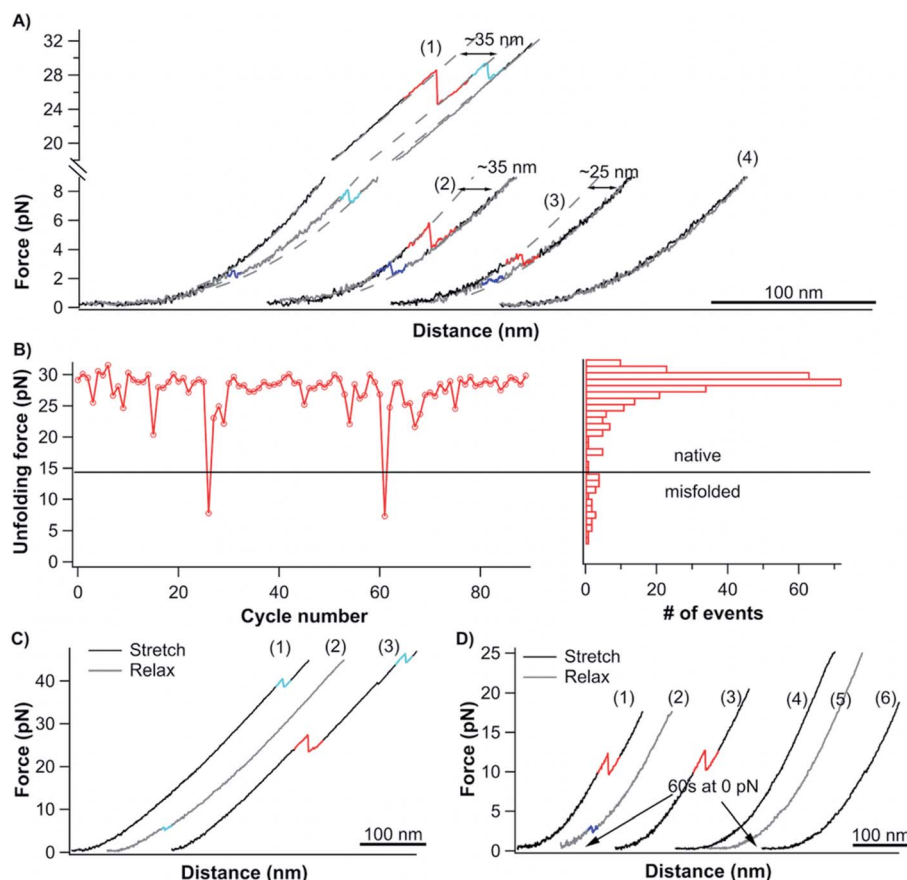 A)
32
28
24
20
8
6
4
2
0
Force (pN)
(1)
~35 nm
(2)
~35 nm
(3)
~25 nm
(4)
100 nm
Distance (nm)
B)
Unfolding force (pN)
30
25
20
15
10
5
0
0 20 40 60 80
Cycle number
native
misfolded
0 20 40 60
# of events
C)
Stretch
Relax
(1) (2) (3)
40
20
0
Force (pN)
100 nm
Distance (nm)
D)
Stretch
Relax
(1) (2) (3) (4) (5) (6)
25
20
15
10
5
0
Force (pN)
60s at 0 pN
100 nm
Distance (nm)